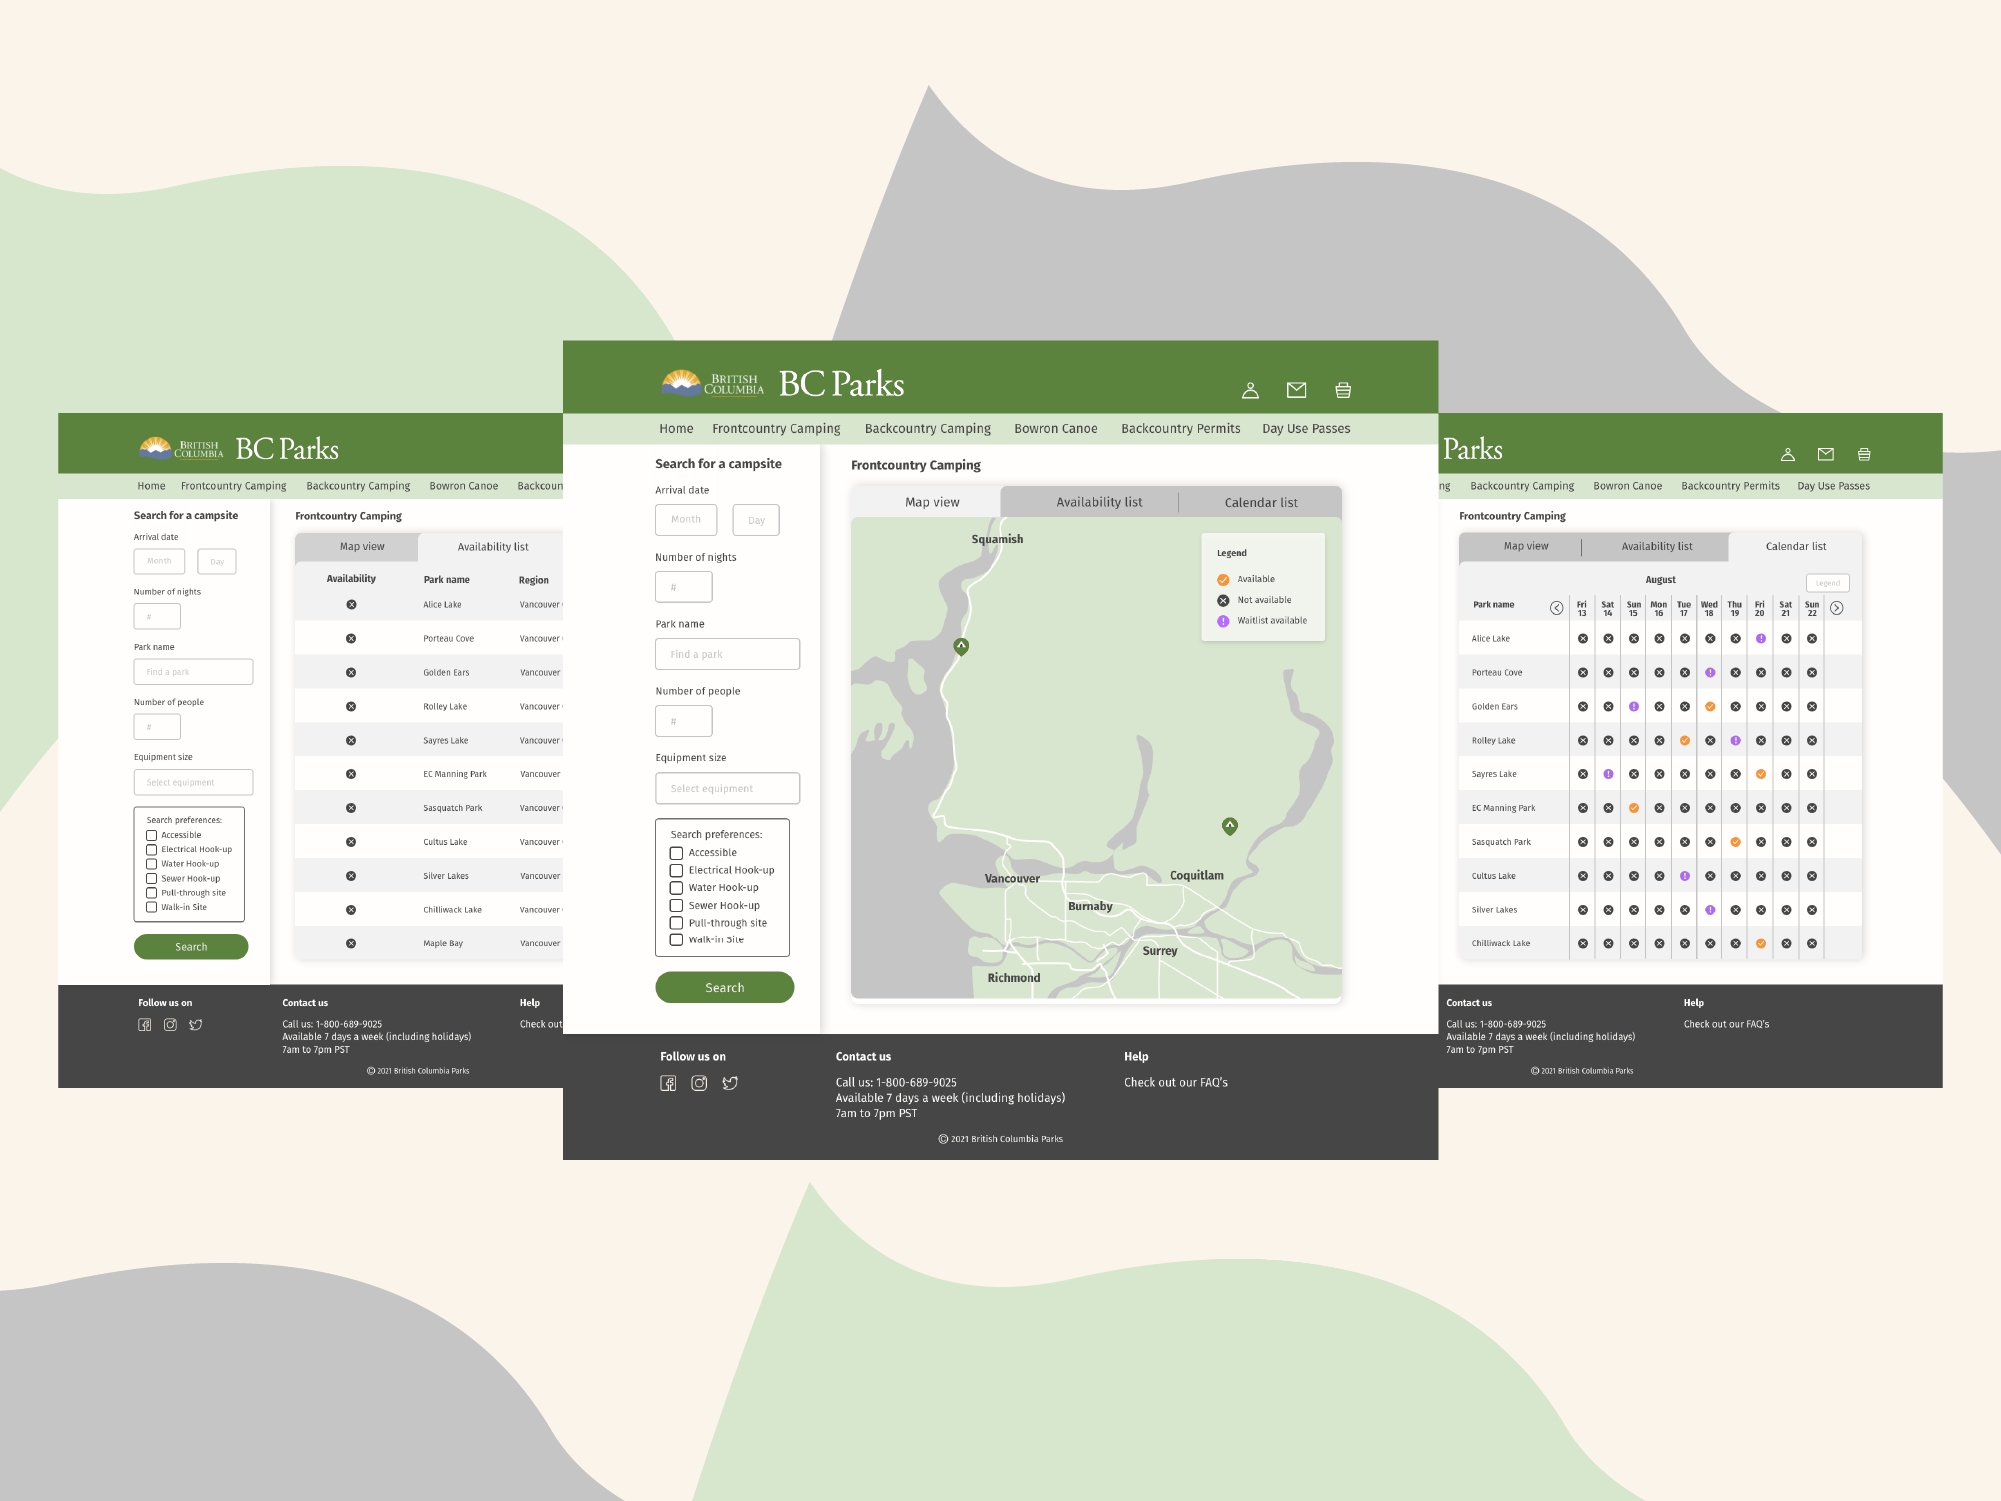 BRITISH
COLUMBIA
BC Parks
Home Frontcountry Camping Backcountry Camping Bowron Canoe Backcoun
Search for a campsite
Arrival date
Month Day
Number of nights
#
Park name
Find a park
Number of people
#
Equipment size
Select equipment
Search preferences:
Accessible
Electrical Hook-up
Water Hook-up
Sewer Hook-up
Pull-through site
Walk-in Site
Search
Frontcountry Camping
Map view Availability list
Availability Park name Region
Alice Lake Vancouver
Porteau Cove Vancouver
Golden Ears Vancouver
Rolley Lake Vancouver
Sayres Lake Vancouver
EC Manning Park Vancouver
Sasquatch Park Vancouver
Cultus Lake Vancouver
Silver Lakes Vancouver
Chilliwack Lake Vancouver
Maple Bay Vancouver
Follow us on
Contact us
Call us: 1-800-689-9025
Available 7 days a week (including holidays)
7am to 7pm PST
Help
Check out
© 2021 British Columbia Parks
BRITISH
COLUMBIA
BC Parks
Home Frontcountry Camping Backcountry Camping Bowron Canoe Backcountry Permits Day Use Passes
Search for a campsite
Arrival date
Month Day
Number of nights
#
Park name
Find a park
Number of people
#
Equipment size
Select equipment
Search preferences:
Accessible
Electrical Hook-up
Water Hook-up
Sewer Hook-up
Pull-through site
Walk-in Site
Search
Frontcountry Camping
Map view Availability list Calendar list
Squamish
Legend
Available
Not available
Waitlist available
Vancouver
Coquitlam
Burnaby
Surrey
Richmond
Follow us on
Contact us
Call us: 1-800-689-9025
Available 7 days a week (including holidays)
7am to 7pm PST
Help
Check out our FAQ's
© 2021 British Columbia Parks
Parks
ng Backcountry Camping Bowron Canoe Backcountry Permits Day Use Passes
Frontcountry Camping
Map view Availability list Calendar list
August
Legend
Park name Fri Sat Sun Mon Tue Wed Thu Fri Sat Sun
13 14 15 16 17 18 19 20 21 22
Alice Lake
Porteau Cove
Golden Ears
Rolley Lake
Sayres Lake
EC Manning Park
Sasquatch Park
Cultus Lake
Silver Lakes
Chilliwack Lake
Contact us
Call us: 1-800-689-9025
Available 7 days a week (including holidays)
7am to 7pm PST
Help
Check out our FAQ's
© 2021 British Columbia Parks